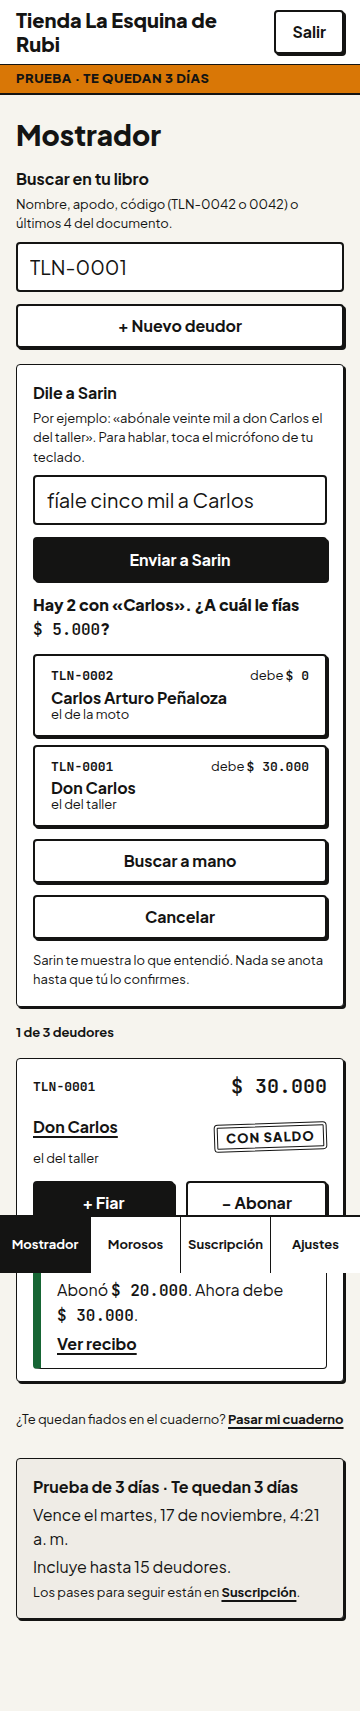 Tienda La Esquina de
Rubi
Salir
PRUEBA · TE QUEDAN 3 DÍAS
Mostrador
Buscar en tu libro
Nombre, apodo, código (TLN-0042 o 0042) o
últimos 4 del documento.
TLN-0001
+ Nuevo deudor
Dile a Sarin
Por ejemplo: «abónale veinte mil a don Carlos el
del taller». Para hablar, toca el micrófono de tu
teclado.
fíale cinco mil a Carlos
Enviar a Sarin
Hay 2 con «Carlos». ¿A cuál le fías
$ 5.000?
TLN-0002 debe $ 0
Carlos Arturo Peñaloza
el de la moto
TLN-0001 debe $ 30.000
Don Carlos
el del taller
Buscar a mano
Cancelar
Sarin te muestra lo que entendió. Nada se anota
hasta que tú lo confirmes.
1 de 3 deudores
TLN-0001 $ 30.000
Don Carlos
CON SALDO
el del taller
+ Fiar – Abonar
Mostrador Morosos Suscripción Ajustes
Abonó $ 20.000. Ahora debe
$ 30.000.
Ver recibo
¿Te quedan fiados en el cuaderno? Pasar mi cuaderno
Prueba de 3 días · Te quedan 3 días
Vence el martes, 17 de noviembre, 4:21
a. m.
Incluye hasta 15 deudores.
Los pases para seguir están en Suscripción.